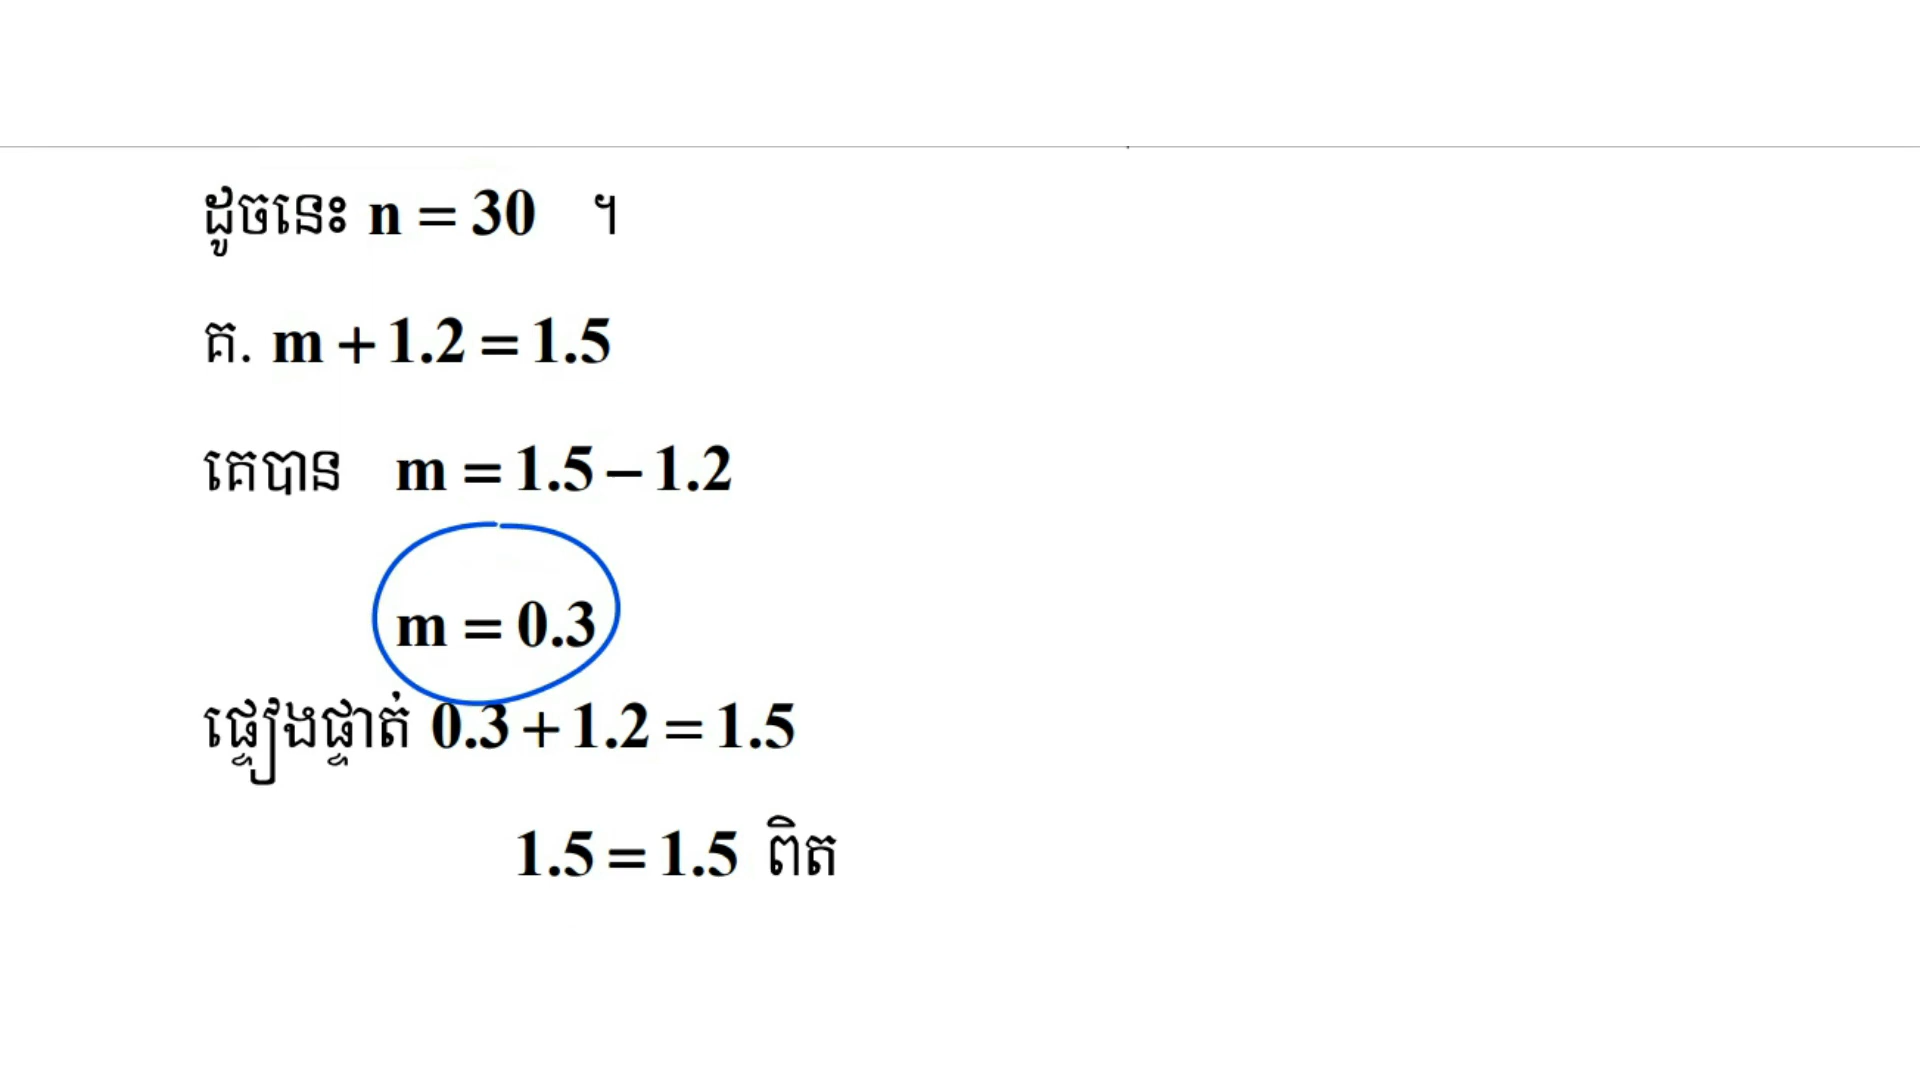 ដូចនេះ n = 30 ។
គ. m + 1.2 = 1.5
គេបាន m = 1.5 − 1.2
m = 0.3
ផ្ទៀងផ្ទាត់ 0.3 + 1.2 = 1.5
1.5 = 1.5 ពិត